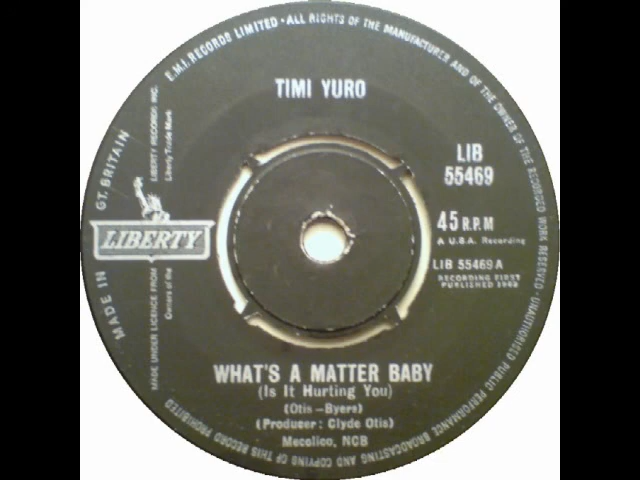 E.M.I. RECORDS LIMITED · ALL RIGHTS OF THE MANUFACTURER AND OF THE OWNER OF THE RECORDED WORK RESERVED · UNAUTHORISED PUBLIC PERFORMANCE BROADCASTING AND COPYING OF THIS RECORD PROHIBITED
MADE IN GT. BRITAIN
TIMI YURO
LIB
55469
LIBERTY RECORDS INC.
Liberty Trade Mark
LIBERTY
MADE UNDER LICENCE FROM
Owners of the
45 R.P.M
A U.S.A. Recording
LIB 55469 A
RECORDING FIRST
PUBLISHED 1962
WHAT'S A MATTER BABY
(Is It Hurting You)
(Otis – Byers)
(Producer : Clyde Otis)
Mecolico, NCB